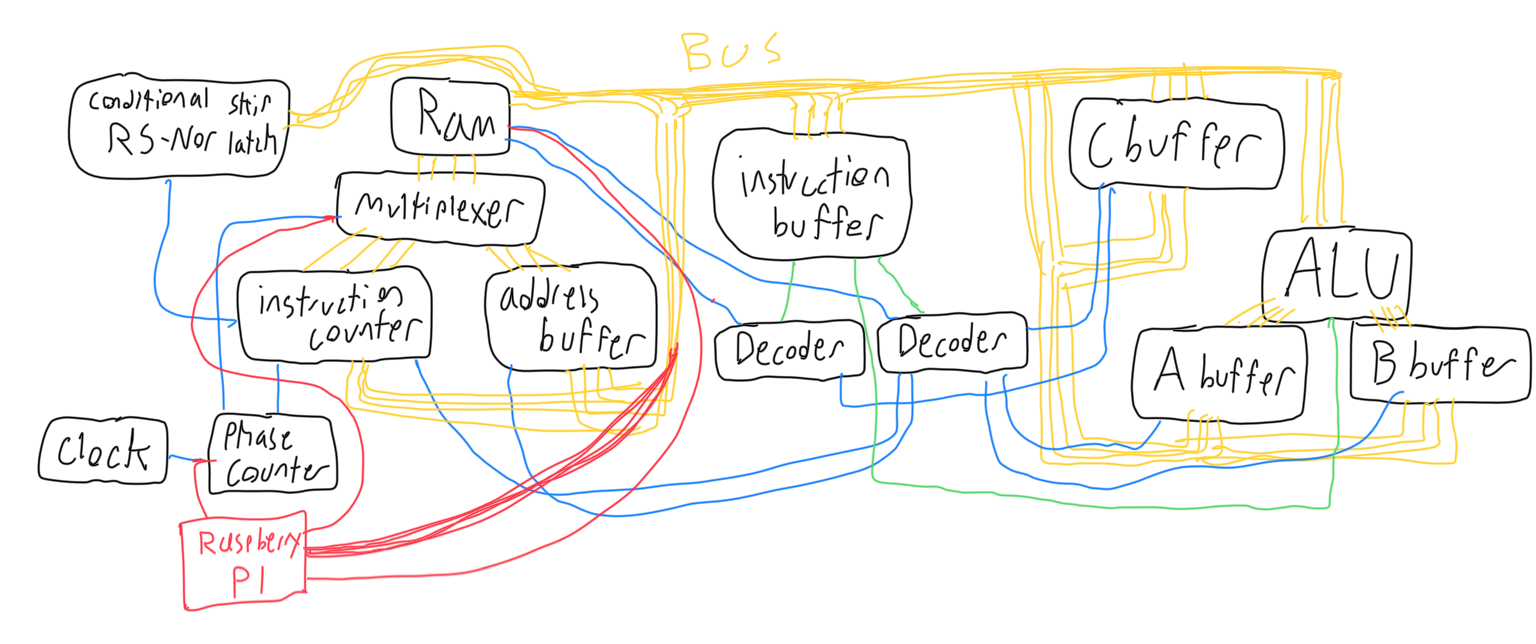 BUS
conditional skip
RS-Nor latch
Ram
multiplexer
instruction
buffer
C buffer
ALU
instruction
counter
address
buffer
Decoder
Decoder
A buffer
B buffer
Clock
Phase
Counter
Raspberry
PI